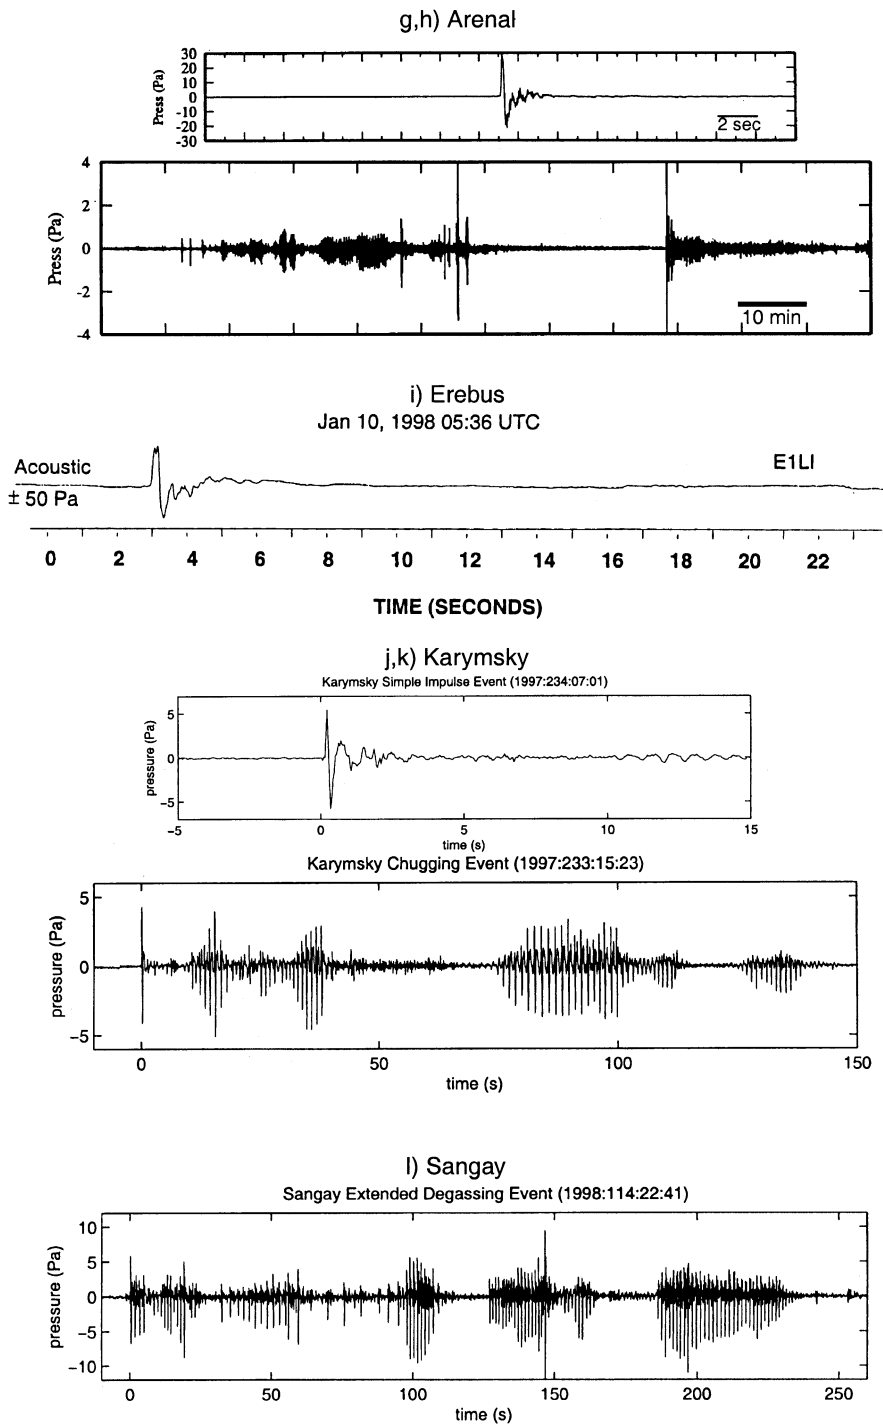 g,h) Arenal
30
20
10
0
-10
-20
-30
Press (Pa)
2 sec
4
2
0
-2
-4
Press (Pa)
10 min
i) Erebus
Jan 10, 1998 05:36 UTC
Acoustic
± 50 Pa
E1LI
0 2 4 6 8 10 12 14 16 18 20 22
TIME (SECONDS)
j,k) Karymsky
Karymsky Simple Impulse Event (1997:234:07:01)
5
0
−5
pressure (Pa)
−5 0 5 10 15
time (s)
Karymsky Chugging Event (1997:233:15:23)
5
0
−5
pressure (Pa)
0 50 100 150
time (s)
l) Sangay
Sangay Extended Degassing Event (1998:114:22:41)
10
5
0
−5
−10
pressure (Pa)
0 50 100 150 200 250
time (s)